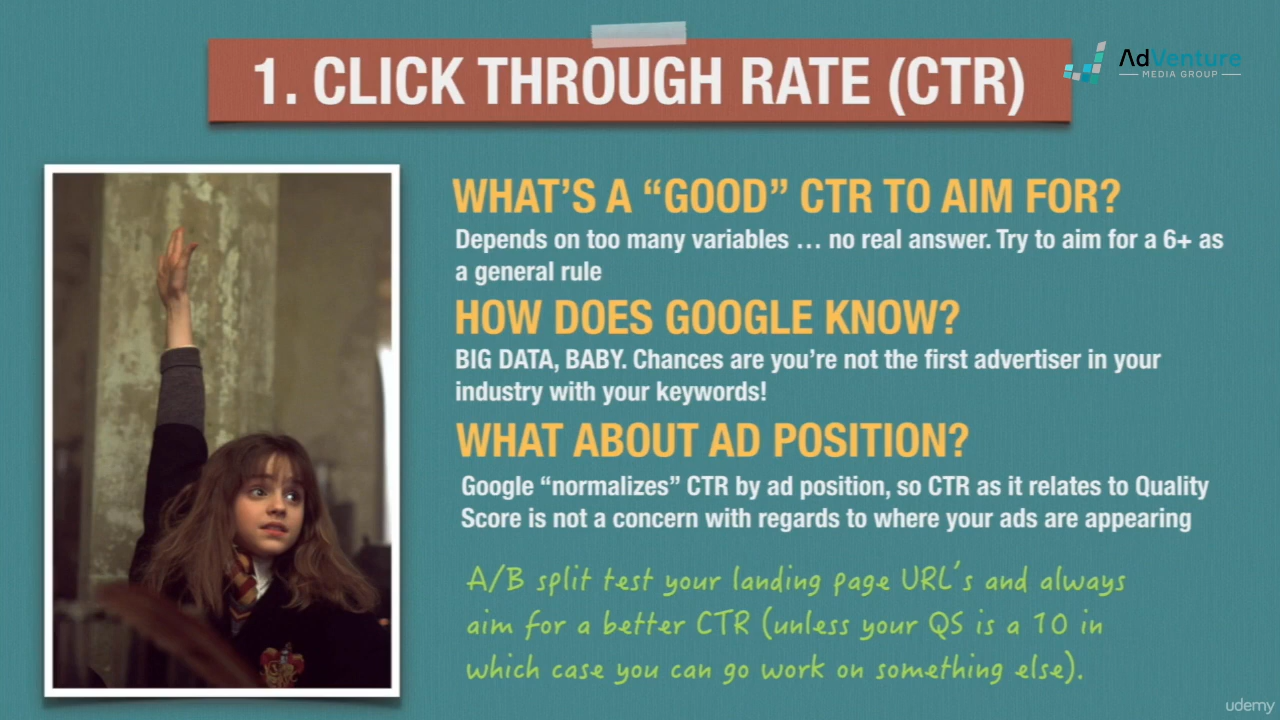 1. CLICK THROUGH RATE (CTR)
AdVenture
MEDIA GROUP
WHAT'S A “GOOD” CTR TO AIM FOR?
Depends on too many variables … no real answer. Try to aim for a 6+ as
a general rule
HOW DOES GOOGLE KNOW?
BIG DATA, BABY. Chances are you're not the first advertiser in your
industry with your keywords!
WHAT ABOUT AD POSITION?
Google “normalizes” CTR by ad position, so CTR as it relates to Quality
Score is not a concern with regards to where your ads are appearing
A/B split test your landing page URL's and always
aim for a better CTR (unless your QS is a 10 in
which case you can go work on something else).
udemy